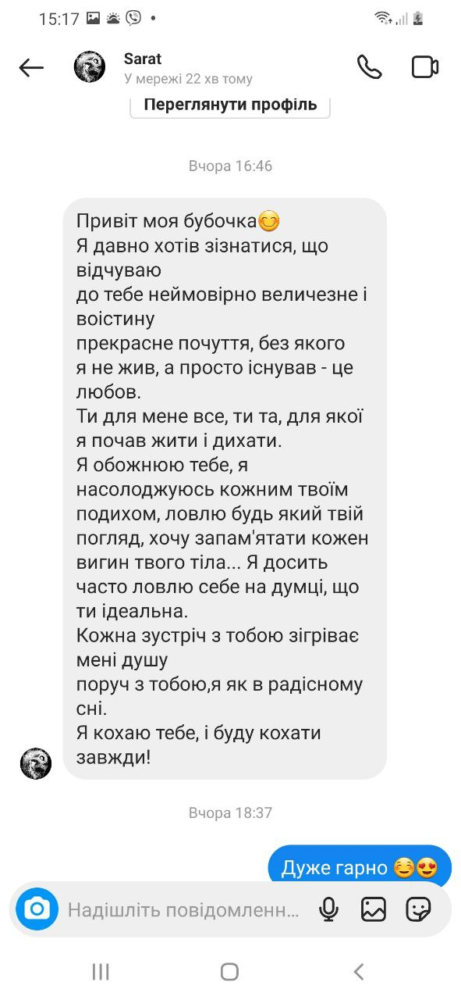 15:17
Sarat
У мережі 22 хв тому
Переглянути профіль
Вчора 16:46
Привіт моя бубочка😊
Я давно хотів зізнатися, що
відчуваю
до тебе неймовірно величезне і
воістину
прекрасне почуття, без якого
я не жив, а просто існував - це
любов.
Ти для мене все, ти та, для якої
я почав жити і дихати.
Я обожнюю тебе, я
насолоджуюсь кожним твоїм
подихом, ловлю будь який твій
погляд, хочу запам'ятати кожен
вигин твого тіла... Я досить
часто ловлю себе на думці, що
ти ідеальна.
Кожна зустріч з тобою зігріває
мені душу
поруч з тобою,я як в радісному
сні.
Я кохаю тебе, і буду кохати
завжди!
Вчора 18:37
Дуже гарно ☺️😍
Надішліть повідомленн...